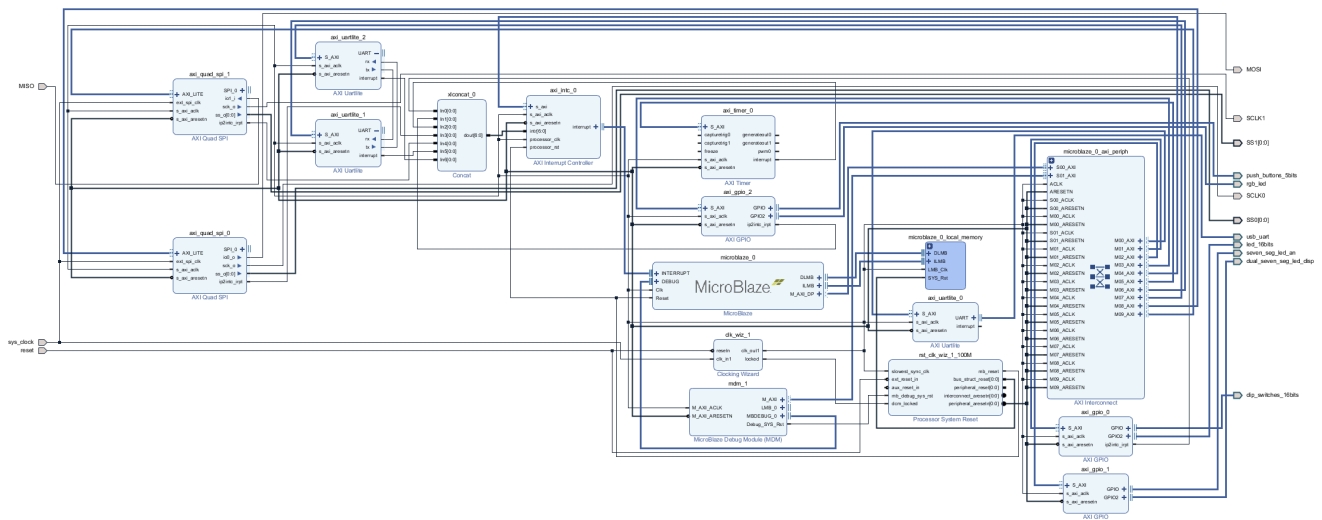 MISO
sys_clock
reset
axi_quad_spi_1
AXI_LITE
ext_spi_clk
s_axi_aclk
s_axi_aresetn
SPI_0
io1_i
sck_o
ss_o[0:0]
ip2intc_irpt
AXI Quad SPI
axi_quad_spi_0
AXI_LITE
ext_spi_clk
s_axi_aclk
s_axi_aresetn
SPI_0
io0_o
sck_o
ss_o[0:0]
ip2intc_irpt
AXI Quad SPI
axi_uartlite_2
S_AXI
s_axi_aclk
s_axi_aresetn
UART
rx
tx
interrupt
AXI Uartlite
axi_uartlite_1
S_AXI
s_axi_aclk
s_axi_aresetn
UART
rx
tx
interrupt
AXI Uartlite
xlconcat_0
In0[0:0]
In1[0:0]
In2[0:0]
In3[0:0]
In4[0:0]
In5[0:0]
In6[0:0]
dout[6:0]
Concat
axi_intc_0
s_axi
s_axi_aclk
s_axi_aresetn
intr[6:0]
processor_clk
processor_rst
interrupt
AXI Interrupt Controller
axi_timer_0
S_AXI
capturetrig0
capturetrig1
freeze
s_axi_aclk
s_axi_aresetn
generateout0
generateout1
pwm0
interrupt
AXI Timer
axi_gpio_2
S_AXI
s_axi_aclk
s_axi_aresetn
GPIO
GPIO2
ip2intc_irpt
AXI GPIO
microblaze_0
INTERRUPT
DEBUG
Clk
Reset
MicroBlaze
DLMB
ILMB
M_AXI_DP
MicroBlaze
clk_wiz_1
resetn
clk_in1
clk_out1
locked
Clocking Wizard
mdm_1
M_AXI_ACLK
M_AXI_ARESETN
M_AXI
LMB_0
MBDEBUG_0
Debug_SYS_Rst
MicroBlaze Debug Module (MDM)
microblaze_0_local_memory
DLMB
ILMB
LMB_Clk
SYS_Rst
axi_uartlite_0
S_AXI
s_axi_aclk
s_axi_aresetn
UART
interrupt
AXI Uartlite
rst_clk_wiz_1_100M
slowest_sync_clk
ext_reset_in
aux_reset_in
mb_debug_sys_rst
dcm_locked
mb_reset
bus_struct_reset[0:0]
peripheral_reset[0:0]
interconnect_aresetn[0:0]
peripheral_aresetn[0:0]
Processor System Reset
microblaze_0_axi_periph
S00_AXI
S01_AXI
ACLK
ARESETN
S00_ACLK
S00_ARESETN
M00_ACLK
M00_ARESETN
S01_ACLK
S01_ARESETN
M01_ACLK
M01_ARESETN
M02_ACLK
M02_ARESETN
M03_ACLK
M03_ARESETN
M04_ACLK
M04_ARESETN
M05_ACLK
M05_ARESETN
M06_ACLK
M06_ARESETN
M07_ACLK
M07_ARESETN
M08_ACLK
M08_ARESETN
M09_ACLK
M09_ARESETN
M00_AXI
M01_AXI
M02_AXI
M03_AXI
M04_AXI
M05_AXI
M06_AXI
M07_AXI
M08_AXI
M09_AXI
AXI Interconnect
axi_gpio_0
S_AXI
s_axi_aclk
s_axi_aresetn
GPIO
GPIO2
ip2intc_irpt
AXI GPIO
axi_gpio_1
S_AXI
s_axi_aclk
s_axi_aresetn
GPIO
GPIO2
AXI GPIO
MOSI
SCLK1
SS1[0:0]
push_buttons_5bits
rgb_led
SCLK0
SS0[0:0]
usb_uart
led_16bits
seven_seg_led_an
dual_seven_seg_led_disp
dip_switches_16bits